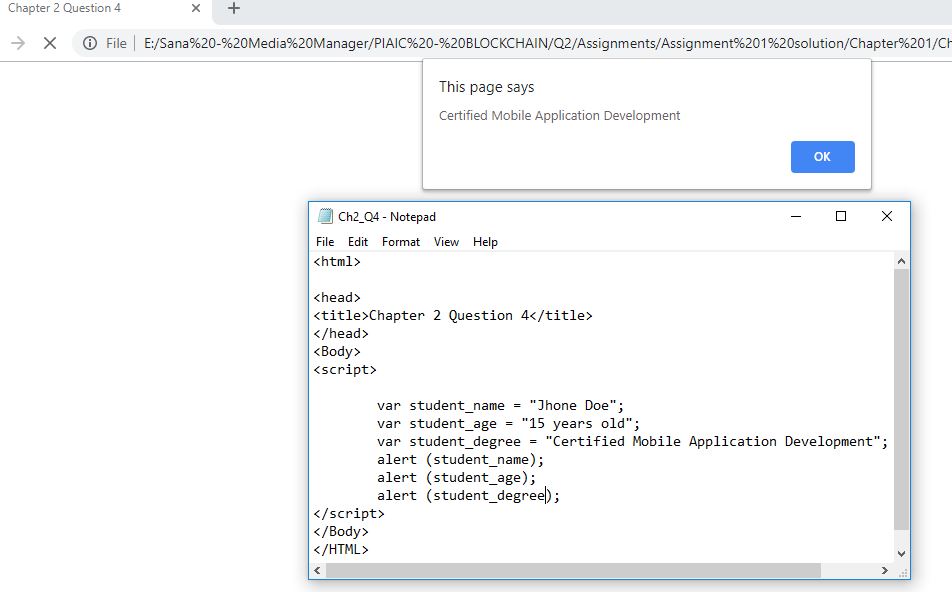 Chapter 2 Question 4
File E:/Sana%20-%20Media%20Manager/PIAIC%20-%20BLOCKCHAIN/Q2/Assignments/Assignment%201%20solution/Chapter%201/Ch
This page says
Certified Mobile Application Development
OK
Ch2_Q4 - Notepad
File Edit Format View Help
<html>
<head>
<title>Chapter 2 Question 4</title>
</head>
<Body>
<script>
var student_name = "Jhone Doe";
var student_age = "15 years old";
var student_degree = "Certified Mobile Application Development";
alert (student_name);
alert (student_age);
alert (student_degree);
</script>
</Body>
</HTML>